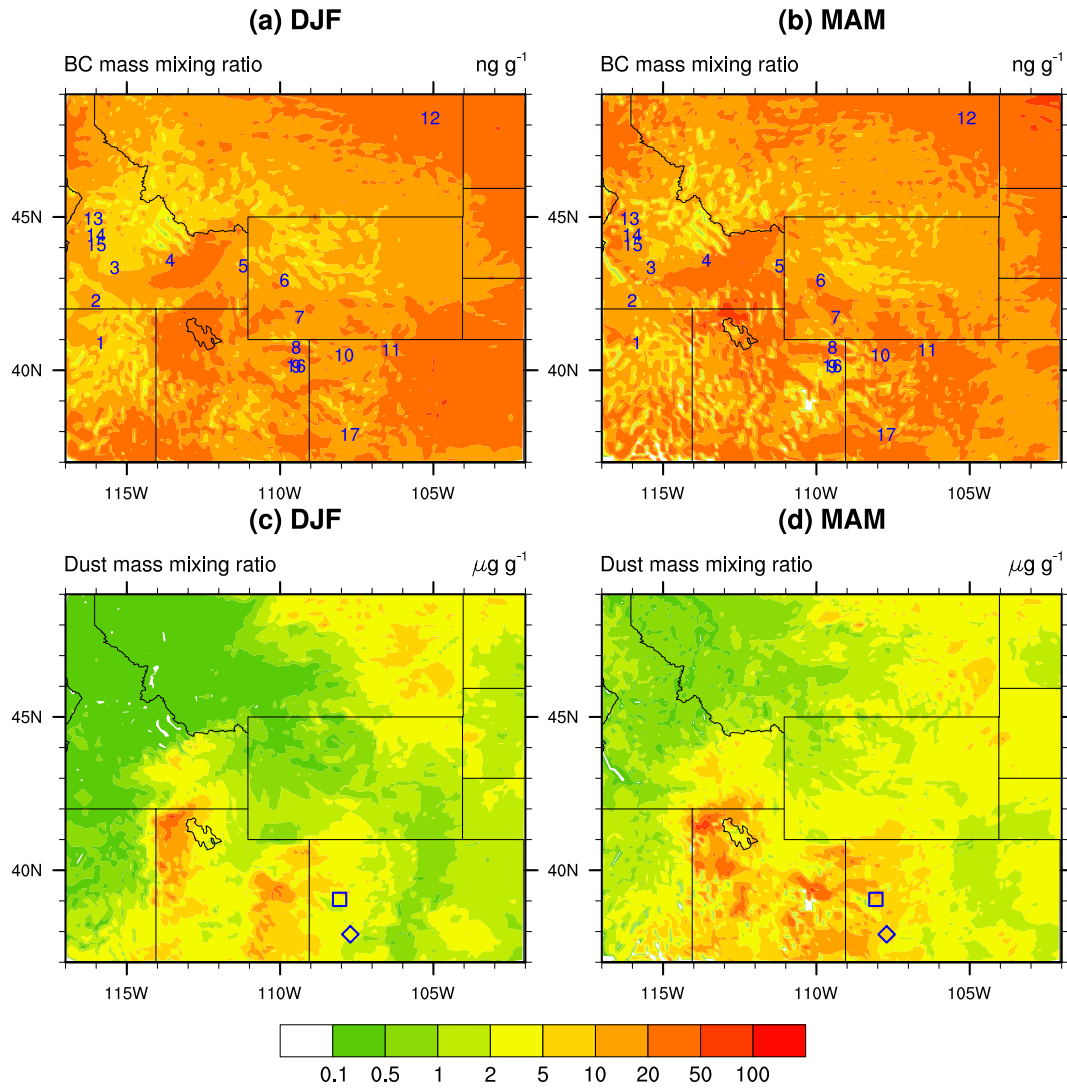 (a) DJF
(b) MAM
BC mass mixing ratio ng g-1
BC mass mixing ratio ng g-1
12
12
45N
13
14
15
3
4
5
6
2
7
1
8
10
11
9
16
40N
17
45N
13
14
15
3
4
5
6
2
7
1
8
10
11
9
16
40N
17
115W 110W 105W
115W 110W 105W
(c) DJF
(d) MAM
Dust mass mixing ratio μg g-1
Dust mass mixing ratio μg g-1
45N
45N
40N
40N
115W 110W 105W
115W 110W 105W
0.1 0.5 1 2 5 10 20 50 100